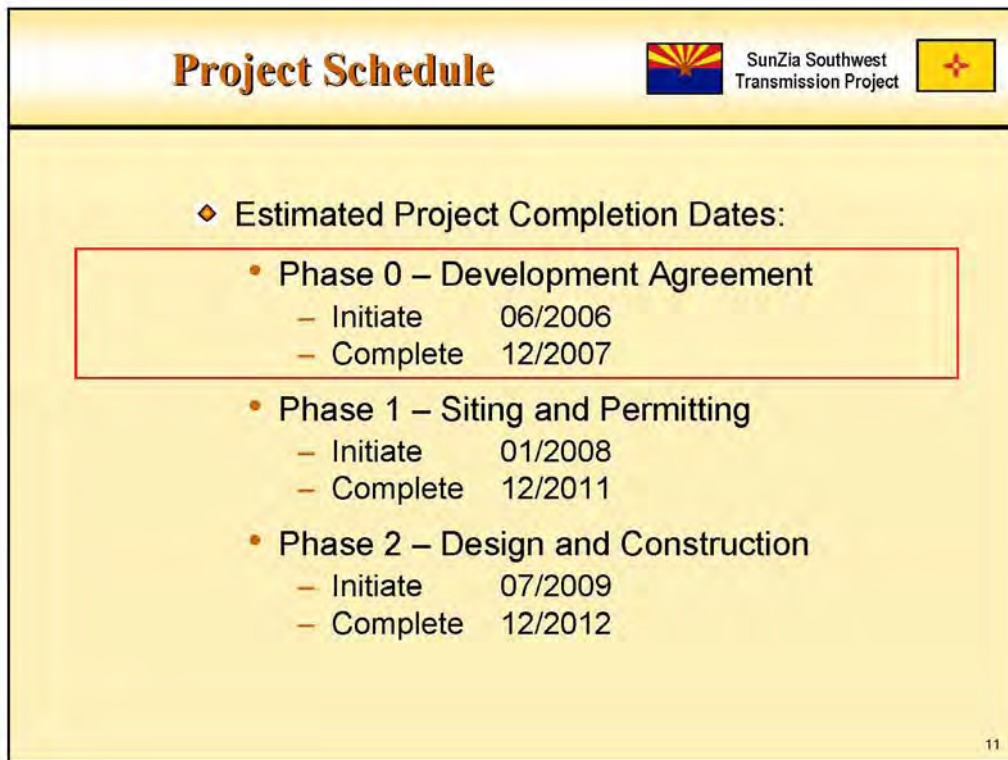 Project Schedule
SunZia Southwest
Transmission Project
Estimated Project Completion Dates:
• Phase 0 – Development Agreement
– Initiate 06/2006
– Complete 12/2007
• Phase 1 – Siting and Permitting
– Initiate 01/2008
– Complete 12/2011
• Phase 2 – Design and Construction
– Initiate 07/2009
– Complete 12/2012
11